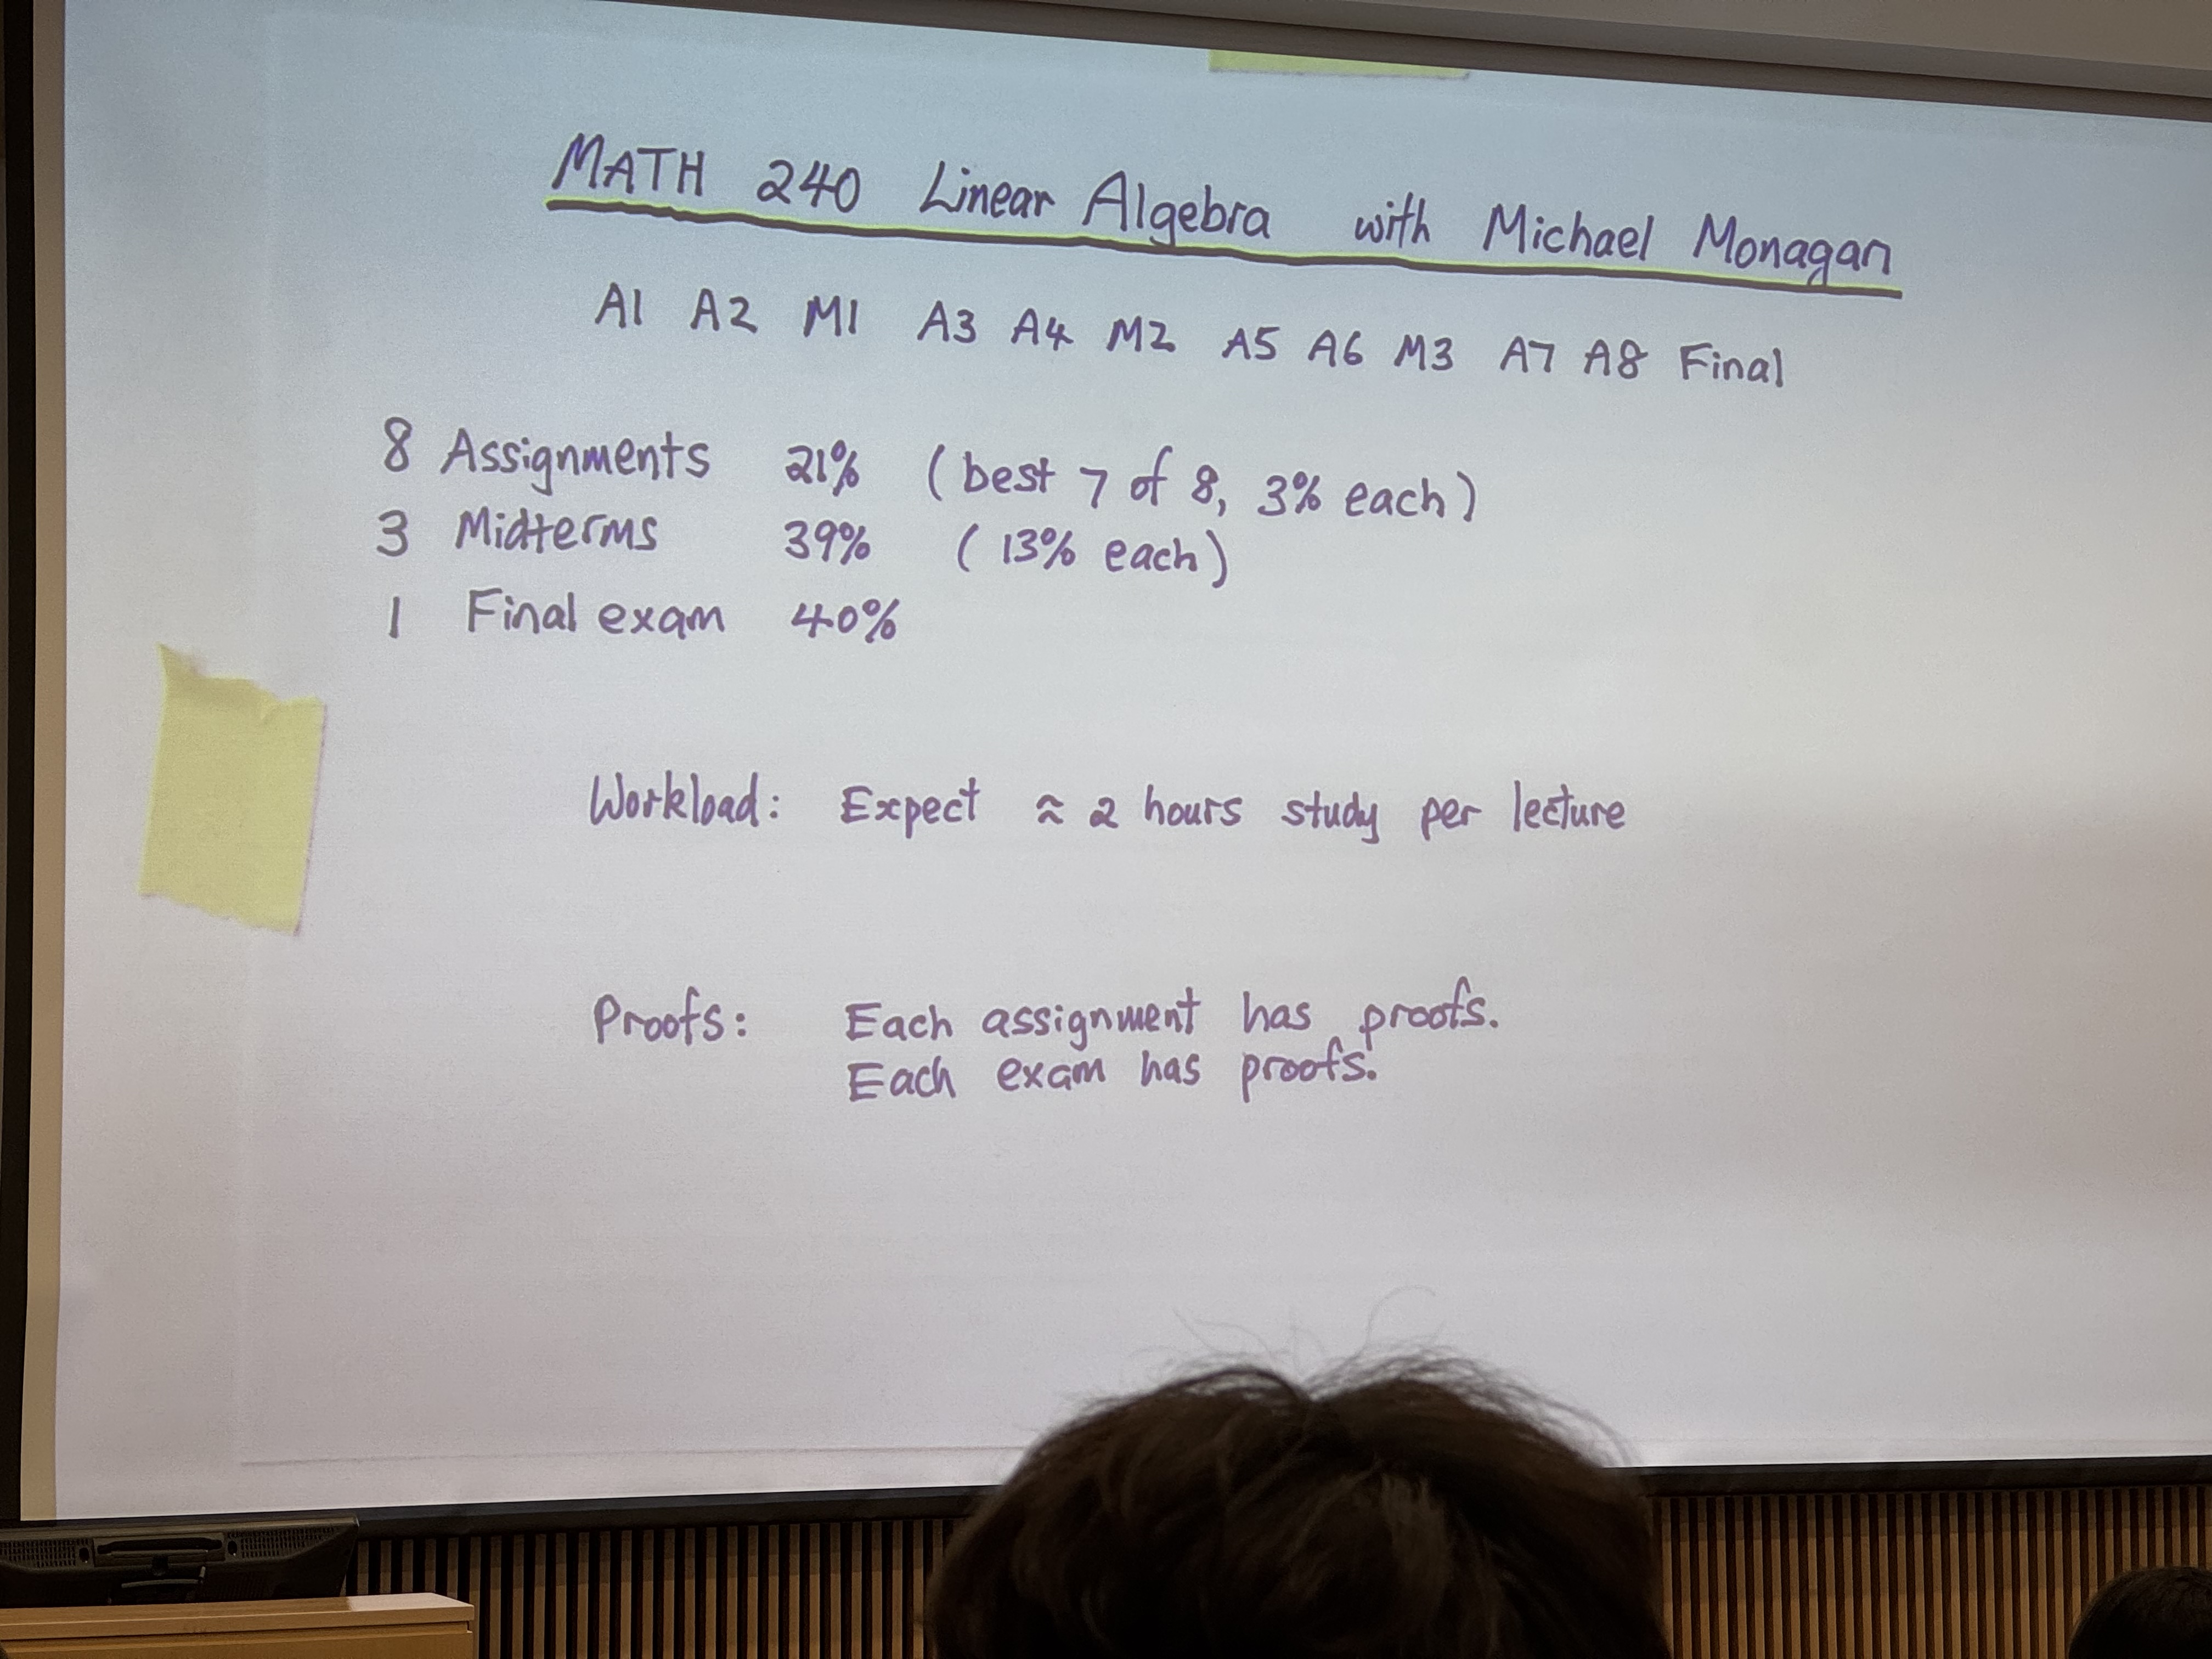 MATH 240 Linear Algebra with Michael Monagan
A1 A2 M1 A3 A4 M2 A5 A6 M3 A7 A8 Final
8 Assignments 21% (best 7 of 8, 3% each)
3 Midterms 39% (13% each)
1 Final exam 40%
Workload: Expect ≈ 2 hours study per lecture
Proofs: Each assignment has proofs.
Each exam has proofs.